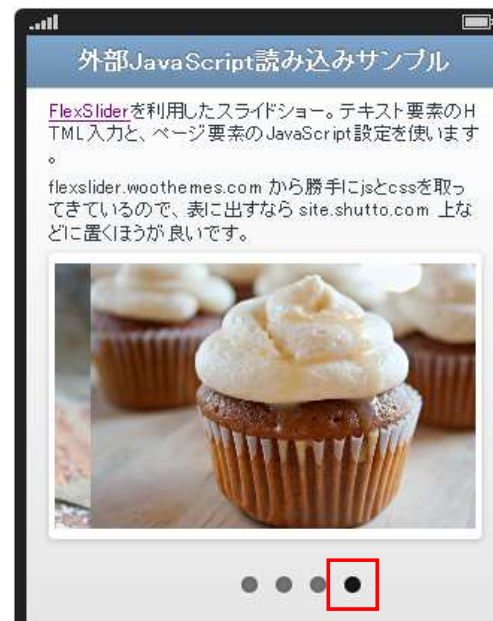 外部JavaScript読み込みサンプル
FlexSliderを利用したスライドショー。テキスト要素のH
TML入力と、ページ要素のJavaScript設定を使います
。
flexslider.woothemes.com から勝手にjsとcssを取っ
てきているので、表に出すなら site.shutto.com 上な
どに置くほうが良いです。